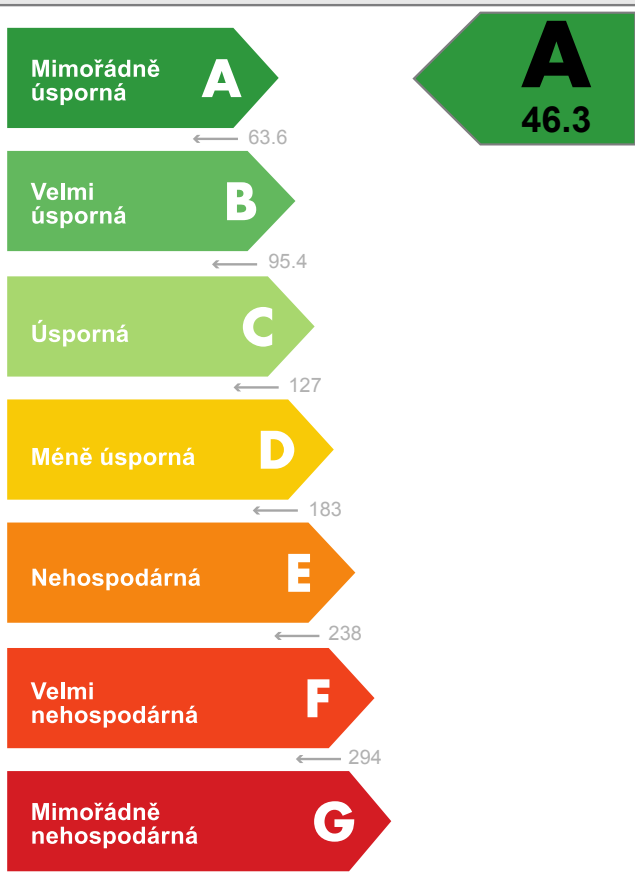 Mimořádně
úsporná
A
A
46.3
63.6
Velmi
úsporná
B
95.4
Úsporná
C
127
Méně úsporná
D
183
Nehospodárná
E
238
Velmi
nehospodárná
F
294
Mimořádně
nehospodárná
G